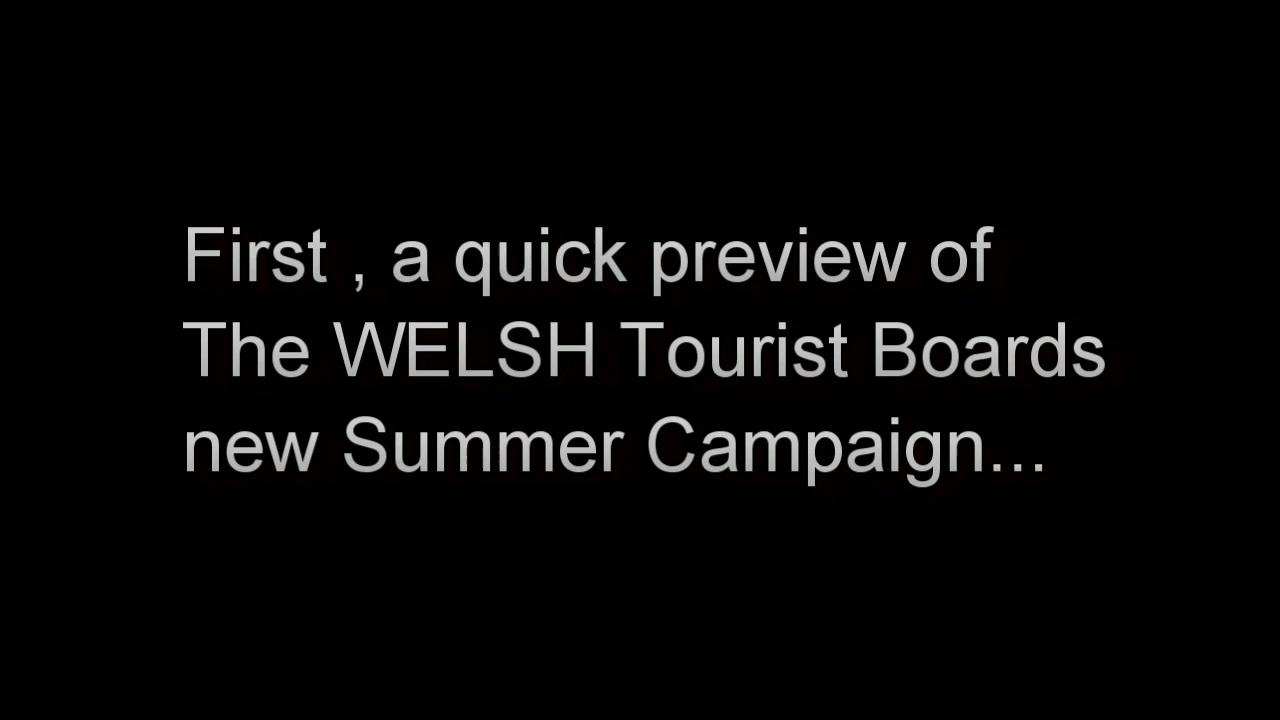 First , a quick preview of
The WELSH Tourist Boards
new Summer Campaign...